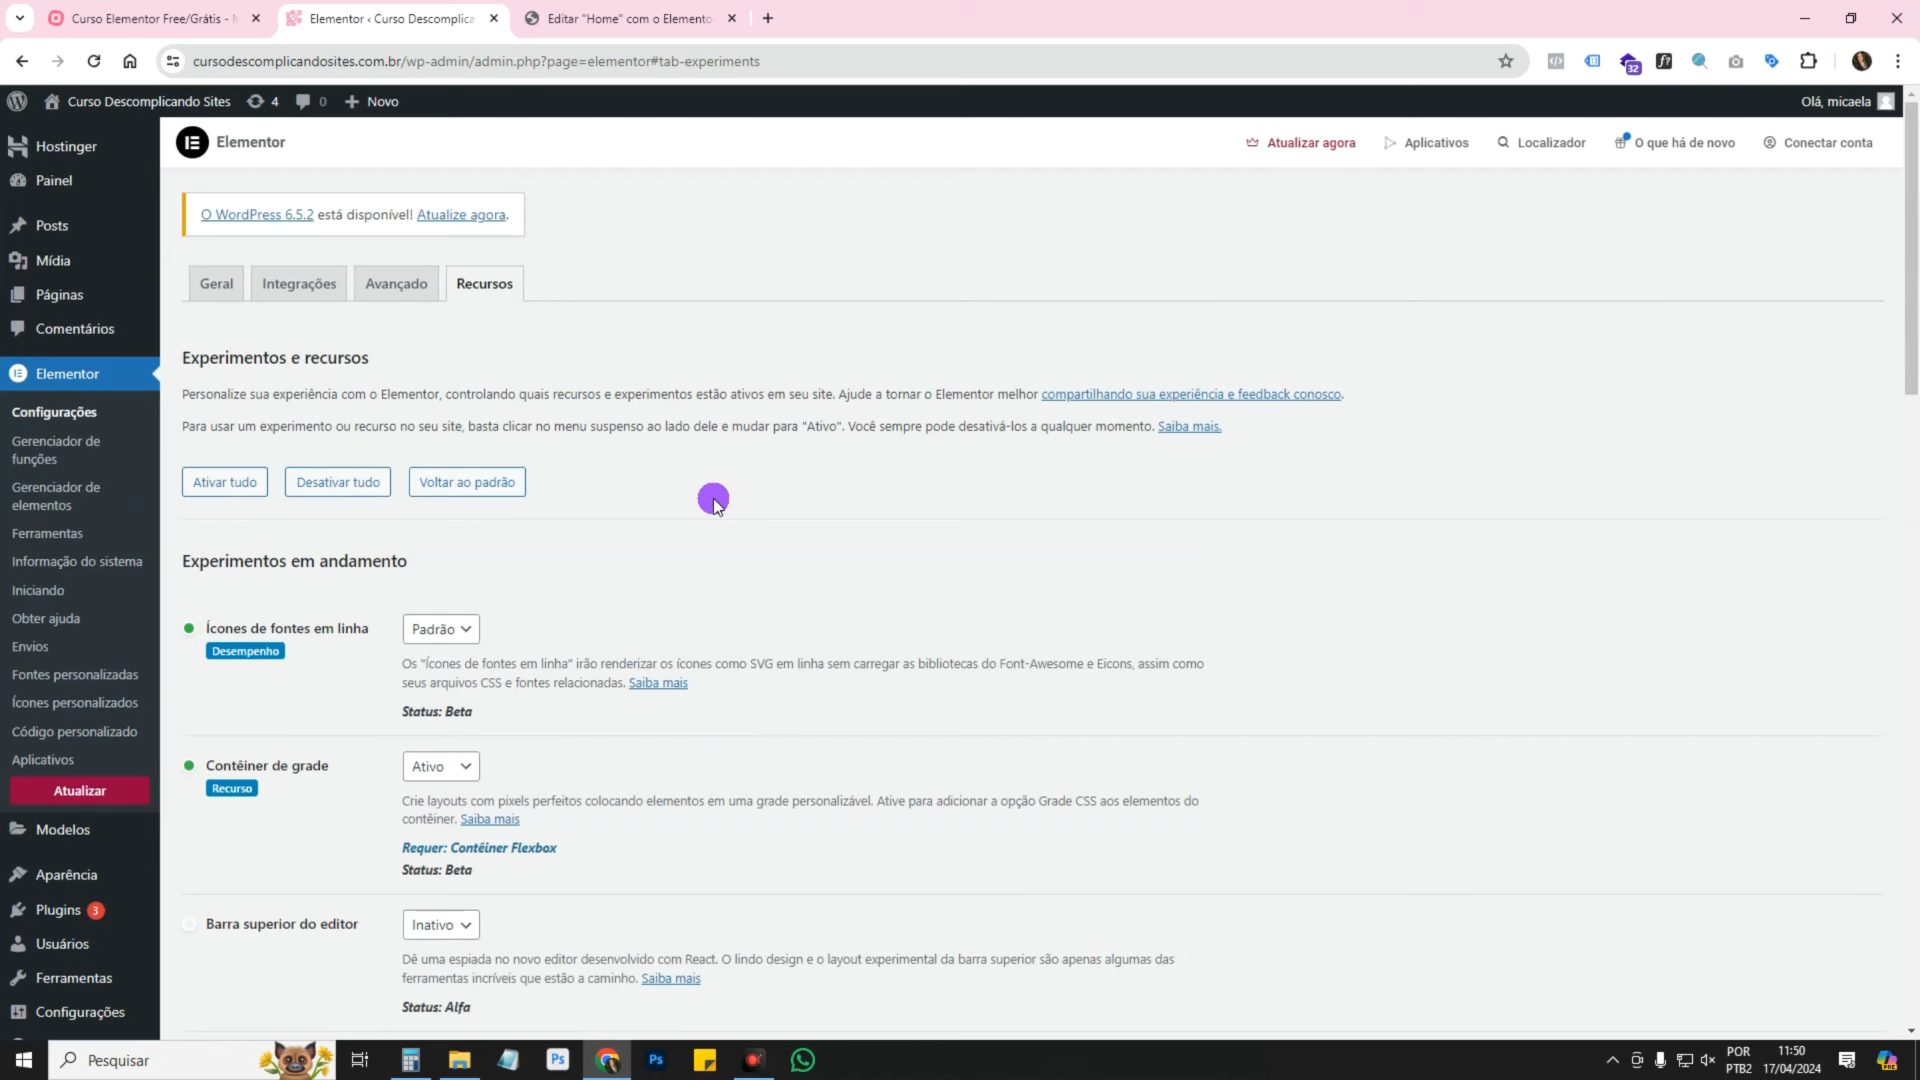 Curso Elementor Free/Grátis -
Elementor ‹ Curso Descomplica
Editar "Home" com o Elemento
cursodescomplicandosites.com.br/wp-admin/admin.php?page=elementor#tab-experiments
32
f?
Curso Descomplicando Sites
4
0
Novo
Olá, micaela
Hostinger
Painel
Posts
Mídia
Páginas
Comentários
Elementor
Configurações
Gerenciador de
funções
Gerenciador de
elementos
Ferramentas
Informação do sistema
Iniciando
Obter ajuda
Envios
Fontes personalizadas
Ícones personalizados
Código personalizado
Aplicativos
Atualizar
Modelos
Aparência
Plugins 3
Usuários
Ferramentas
Configurações
Elementor
Atualizar agora
Aplicativos
Localizador
O que há de novo
Conectar conta
O WordPress 6.5.2 está disponível! Atualize agora.
Geral
Integrações
Avançado
Recursos
Experimentos e recursos
Personalize sua experiência com o Elementor, controlando quais recursos e experimentos estão ativos em seu site. Ajude a tornar o Elementor melhor compartilhando sua experiência e feedback conosco.
Para usar um experimento ou recurso no seu site, basta clicar no menu suspenso ao lado dele e mudar para "Ativo". Você sempre pode desativá-los a qualquer momento. Saiba mais.
Ativar tudo
Desativar tudo
Voltar ao padrão
Experimentos em andamento
Ícones de fontes em linha
Desempenho
Padrão
Os "Ícones de fontes em linha" irão renderizar os ícones como SVG em linha sem carregar as bibliotecas do Font-Awesome e Eicons, assim como
seus arquivos CSS e fontes relacionadas. Saiba mais
Status: Beta
Contêiner de grade
Recurso
Ativo
Crie layouts com pixels perfeitos colocando elementos em uma grade personalizável. Ative para adicionar a opção Grade CSS aos elementos do
contêiner. Saiba mais
Requer: Contêiner Flexbox
Status: Beta
Barra superior do editor
Inativo
Dê uma espiada no novo editor desenvolvido com React. O lindo design e o layout experimental da barra superior são apenas algumas das
ferramentas incríveis que estão a caminho. Saiba mais
Status: Alfa
Pesquisar
Ps
Ps
POR
PTB2
11:50
17/04/2024
PRE